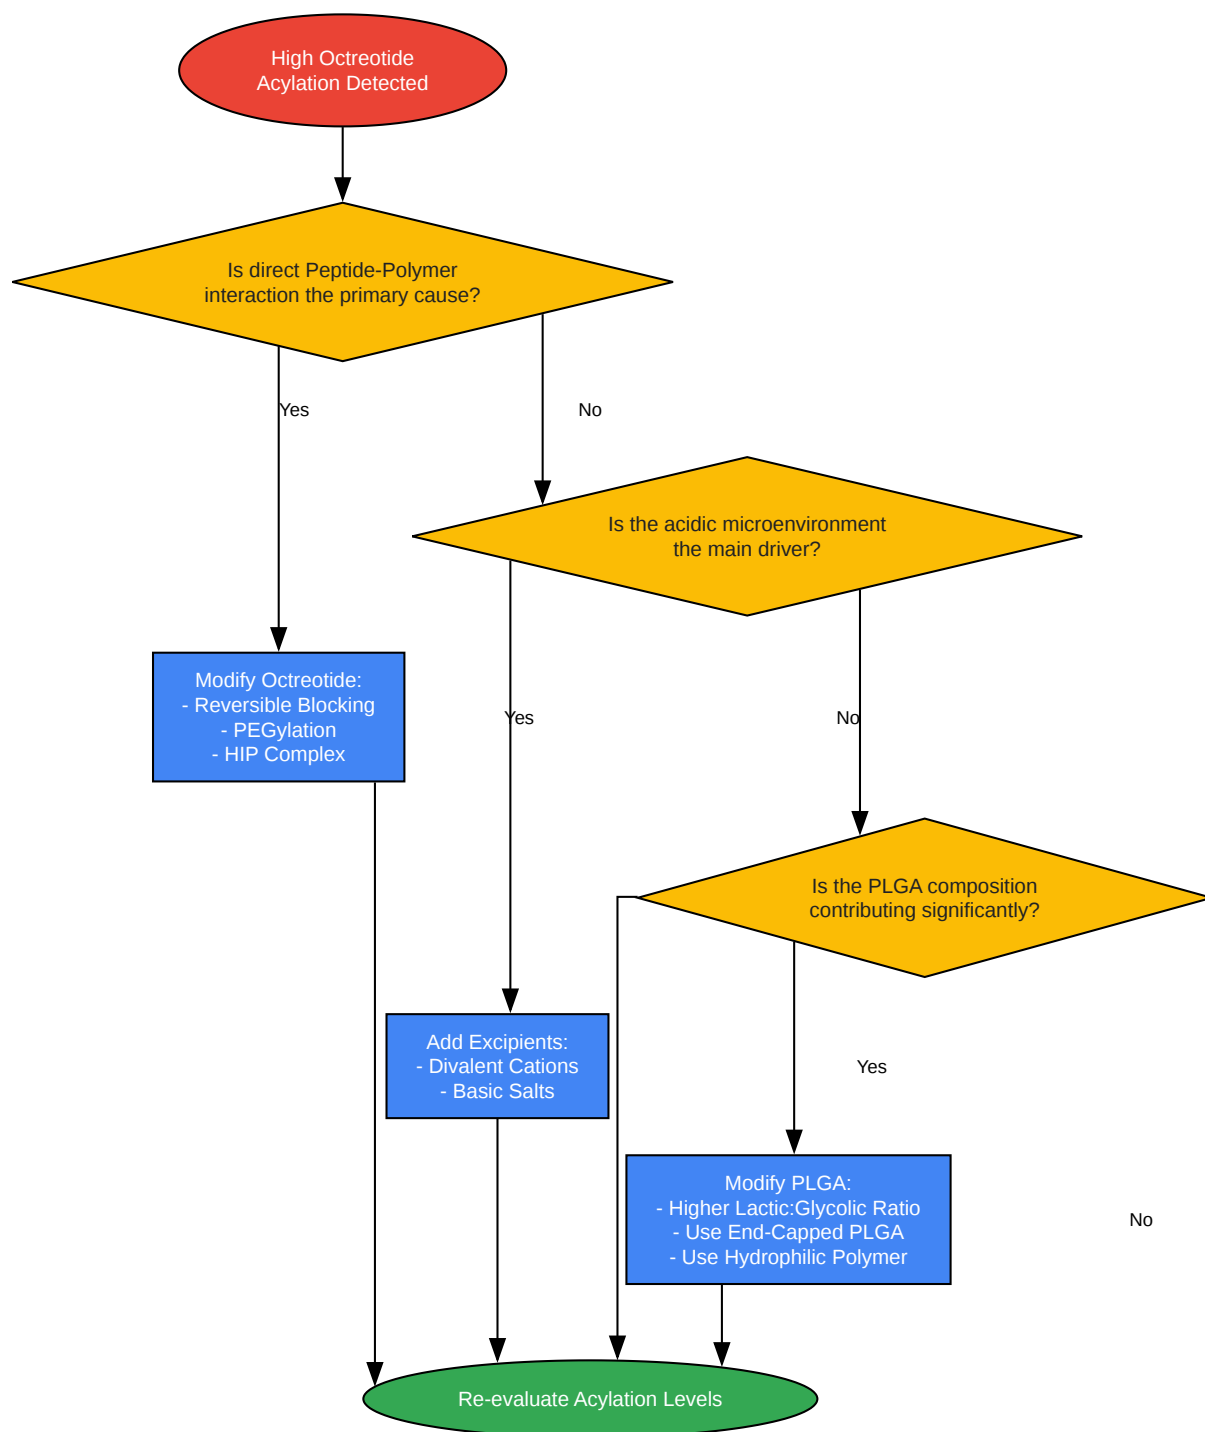 High Octreotide
Acylation Detected
Is direct Peptide-Polymer
interaction the primary cause?
Yes
No
Is the acidic microenvironment
the main driver?
Modify Octreotide:
- Reversible Blocking
- PEGylation
- HIP Complex
Yes
No
Is the PLGA composition
contributing significantly?
Add Excipients:
- Divalent Cations
- Basic Salts
Yes
Modify PLGA:
- Higher Lactic:Glycolic Ratio
- Use End-Capped PLGA
- Use Hydrophilic Polymer
No
Re-evaluate Acylation Levels